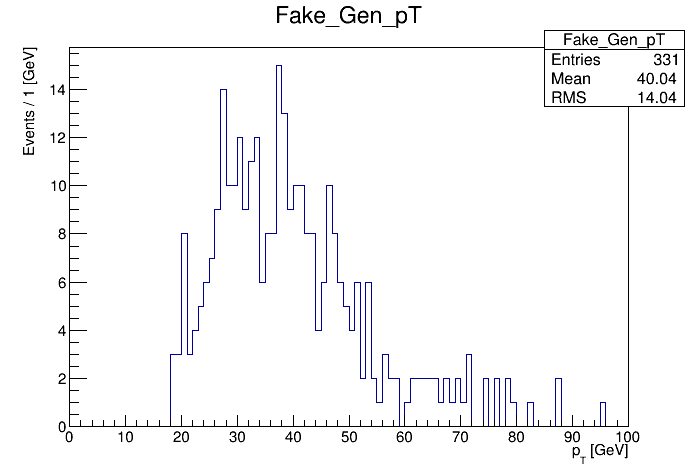 Fake_Gen_pT
Fake_Gen_pT
Entries 331
Mean 40.04
RMS 14.04
Events / 1 [GeV]
14
12
10
8
6
4
2
0
0 10 20 30 40 50 60 70 80 90 100
p_T [GeV]